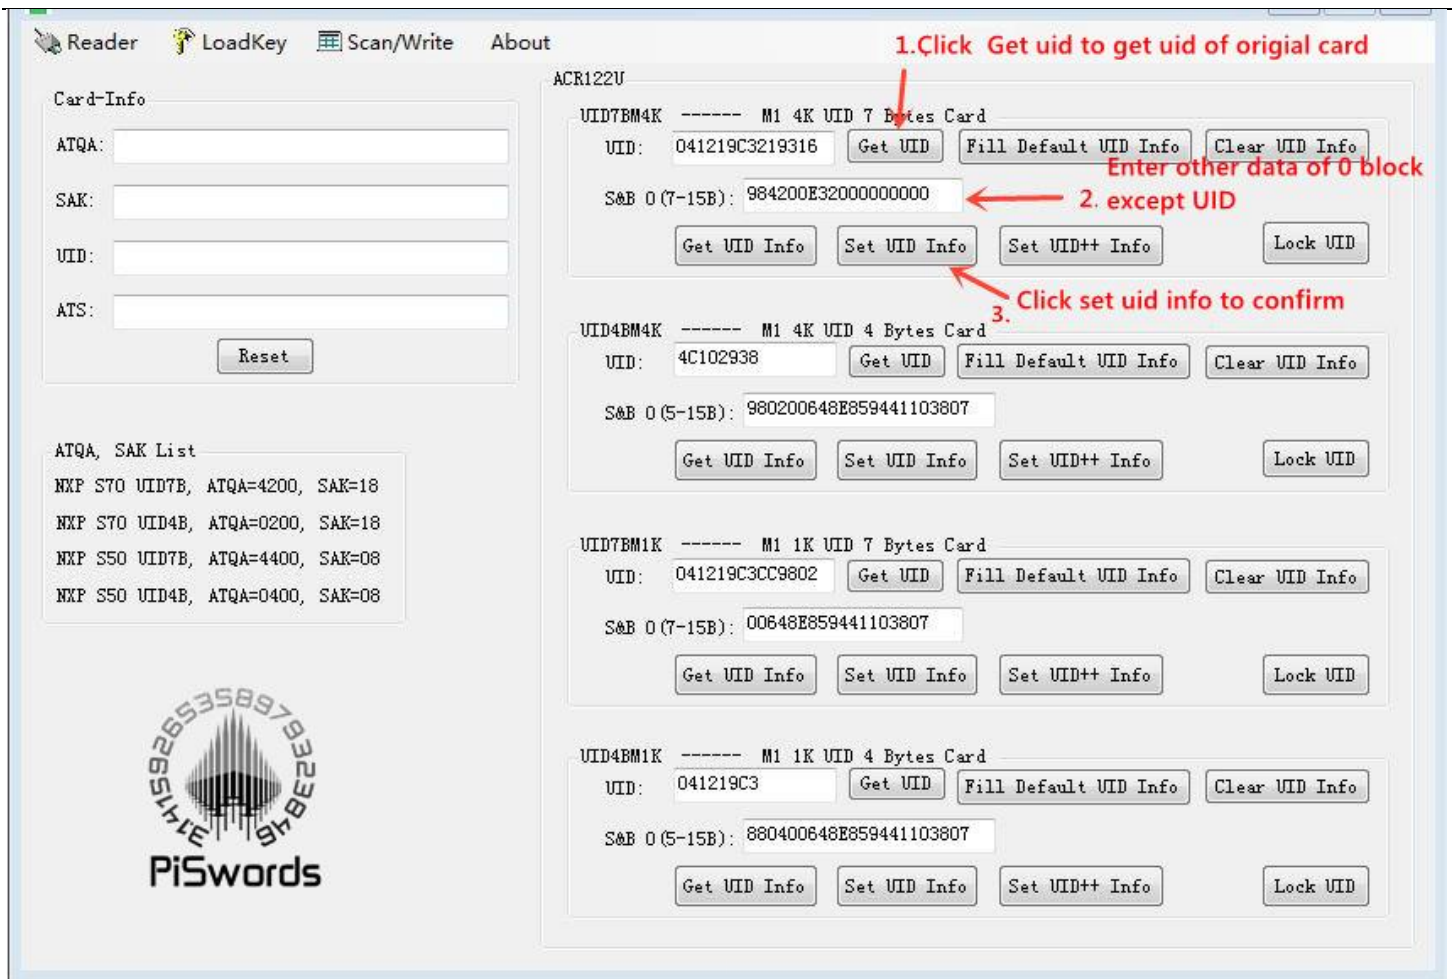 Reader LoadKey Scan/Write About
1.Click Get uid to get uid of origial card
Card-Info
ATQA:
SAK:
UID:
ATS:
Reset
ATQA, SAK List
NXP S70 UID7B, ATQA=4200, SAK=18
NXP S70 UID4B, ATQA=0200, SAK=18
NXP S50 UID7B, ATQA=4400, SAK=08
NXP S50 UID4B, ATQA=0400, SAK=08
3.14159265358979323846
PiSwords
ACR122U
UID7BM4K ------ M1 4K UID 7 Bytes Card
UID: 041219C3219316 Get UID Fill Default UID Info Clear UID Info
Enter other data of 0 block
S&B 0(7-15B): 984200E32000000000 2. except UID
Get UID Info Set UID Info Set UID++ Info Lock UID
3. Click set uid info to confirm
UID4BM4K ------ M1 4K UID 4 Bytes Card
UID: 4C102938 Get UID Fill Default UID Info Clear UID Info
S&B 0(5-15B): 980200648E859441103807
Get UID Info Set UID Info Set UID++ Info Lock UID
UID7BM1K ------ M1 1K UID 7 Bytes Card
UID: 041219C3CC9802 Get UID Fill Default UID Info Clear UID Info
S&B 0(7-15B): 00648E859441103807
Get UID Info Set UID Info Set UID++ Info Lock UID
UID4BM1K ------ M1 1K UID 4 Bytes Card
UID: 041219C3 Get UID Fill Default UID Info Clear UID Info
S&B 0(5-15B): 880400648E859441103807
Get UID Info Set UID Info Set UID++ Info Lock UID